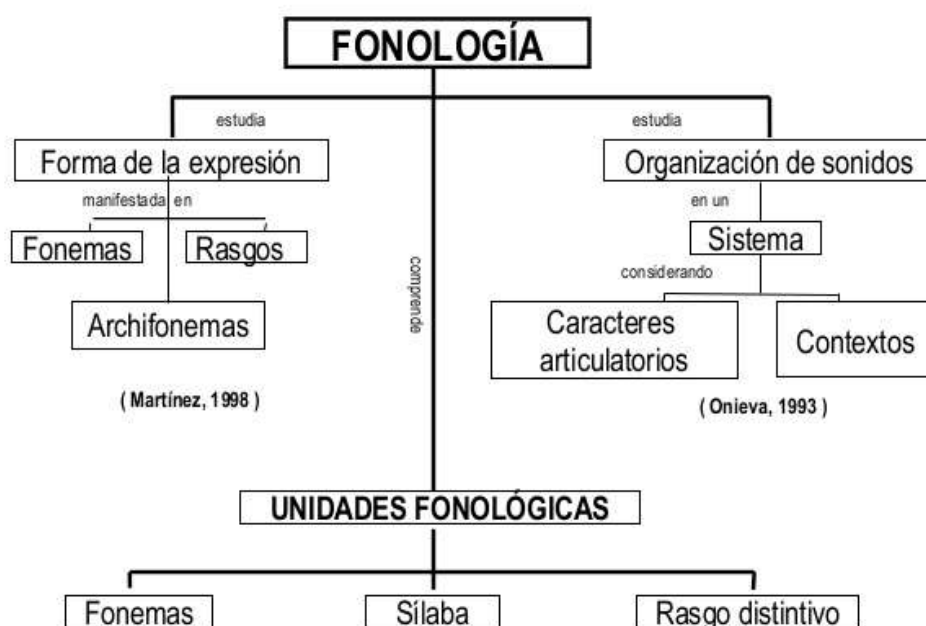 FONOLOGÍA
estudia
estudia
Forma de la expresión
Organización de sonidos
manifestada en
en un
Fonemas
Rasgos
Sistema
comprende
considerando
Archifonemas
Caracteres
articulatorios
Contextos
( Martínez, 1998 )
( Onieva, 1993 )
UNIDADES FONOLÓGICAS
Fonemas
Sílaba
Rasgo distintivo